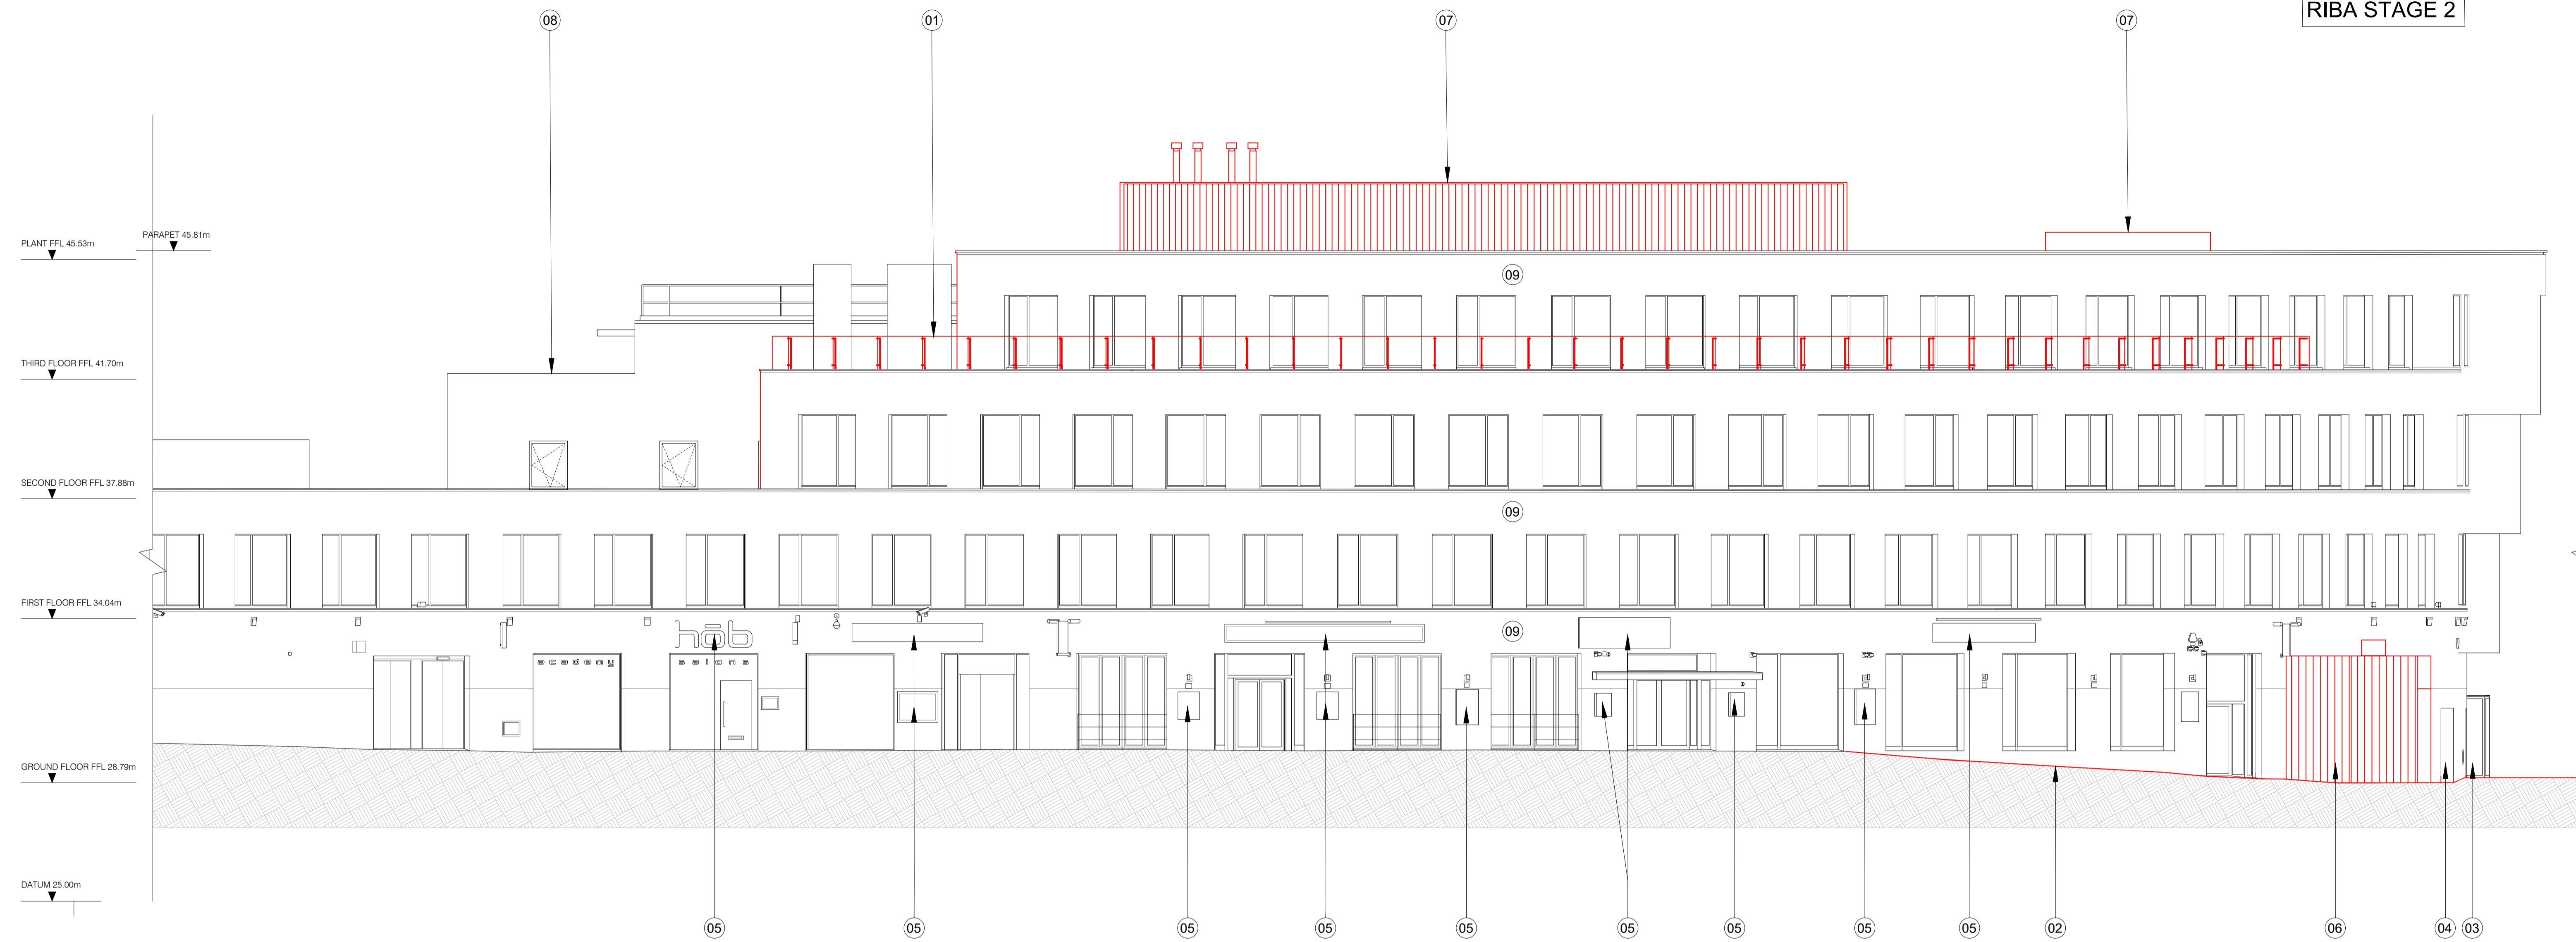 RIBA STAGE 2
08
01
07
07
PARAPET 45.81m
PLANT FFL 45.53m
09
THIRD FLOOR FFL 41.70m
SECOND FLOOR FFL 37.88m
09
FIRST FLOOR FFL 34.04m
hōb
09
academy
salons
GROUND FLOOR FFL 28.79m
DATUM 25.00m
05
05
05
05
05
05
05
05
05
02
06
04
03